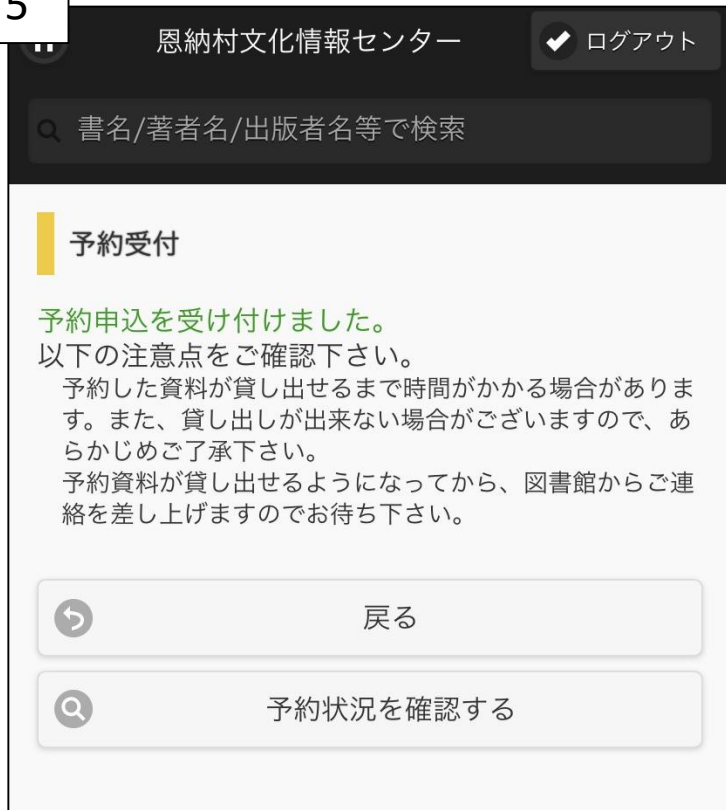 5
恩納村文化情報センター
ログアウト
書名/著者名/出版者名等で検索
予約受付
予約申込を受け付けました。
以下の注意点をご確認下さい。
予約した資料が貸し出せるまで時間がかかる場合がありま
す。また、貸し出しが出来ない場合がございますので、あ
らかじめご了承下さい。
予約資料が貸し出せるようになってから、図書館からご連
絡を差し上げますのでお待ち下さい。
戻る
予約状況を確認する